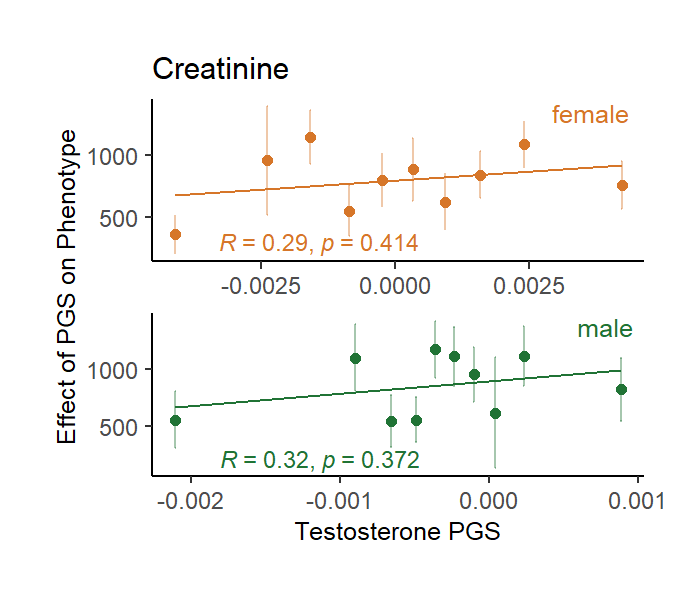 Creatinine
Effect of PGS on Phenotype
female
1000
500
R = 0.29, p = 0.414
-0.0025 0.0000 0.0025
male
1000
500
R = 0.32, p = 0.372
-0.002 -0.001 0.000 0.001
Testosterone PGS